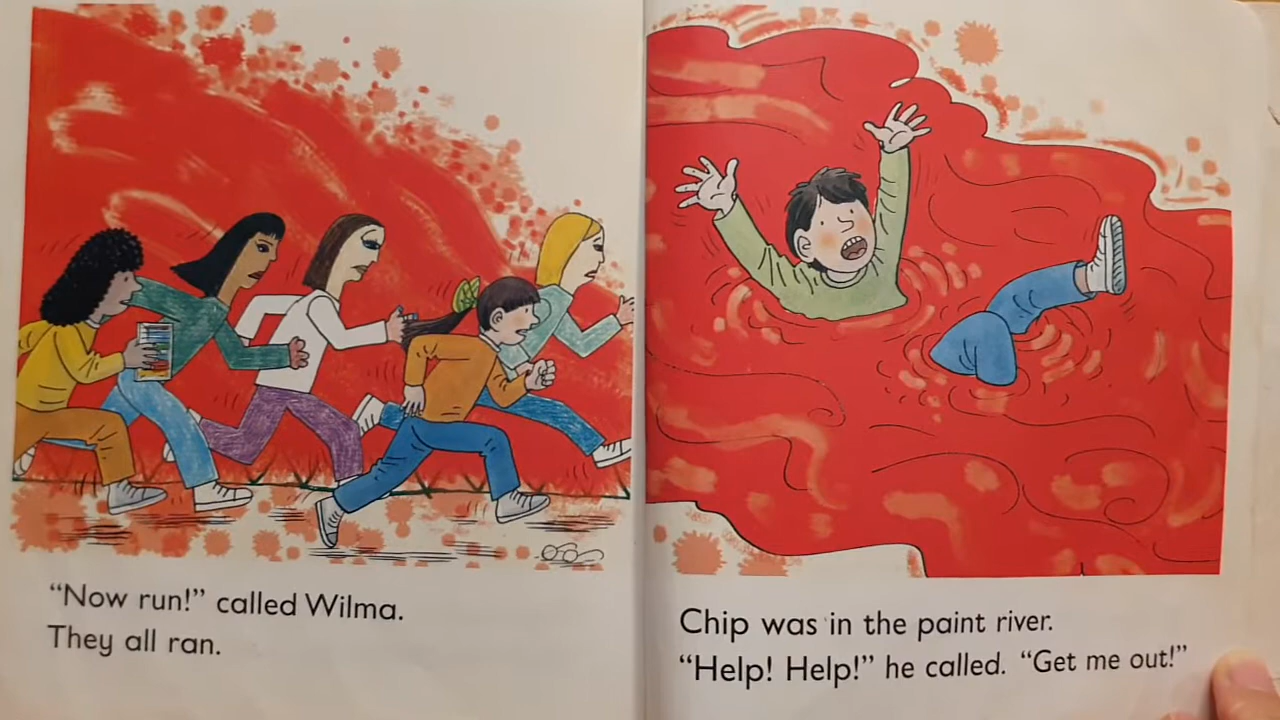 “Now run!” called Wilma.
They all ran.
Chip was in the paint river.
“Help! Help!” he called. “Get me out!”